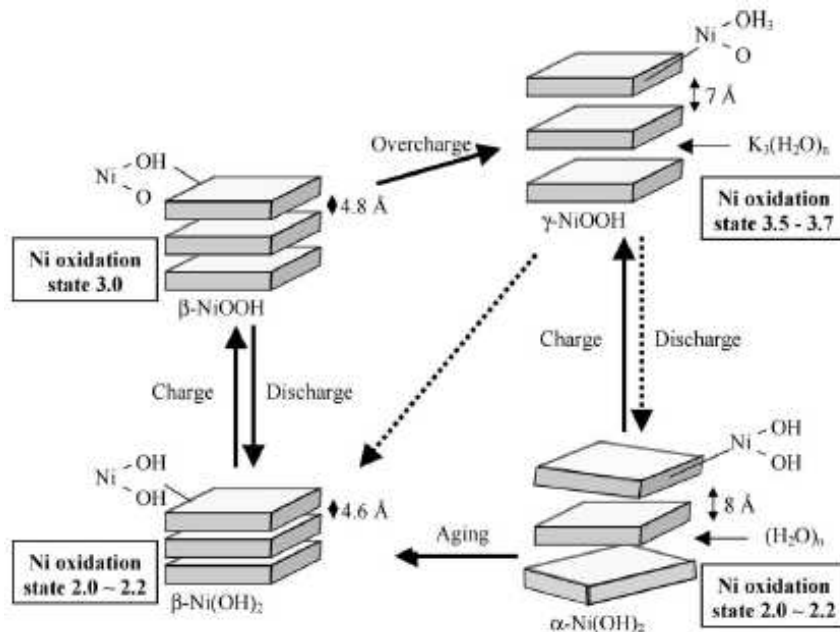 Ni
OH₃
O
7 Å
K₃(H₂O)ₙ
Ni oxidation
state 3.5 - 3.7
γ-NiOOH
Overcharge
Ni
OH
O
4.8 Å
Ni oxidation
state 3.0
β-NiOOH
Charge
Discharge
Charge
Discharge
Ni
OH
OH
4.6 Å
Ni oxidation
state 2.0 ~ 2.2
β-Ni(OH)₂
Aging
Ni
OH
OH
8 Å
(H₂O)ₙ
Ni oxidation
state 2.0 ~ 2.2
α-Ni(OH)₂